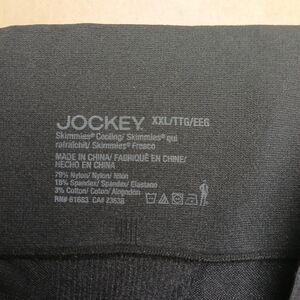 JOCKEY XXL/TTG/EEG
Skimmies® Cooling/ Skimmies® qui
rafraîchit/ Skimmies® Fresco
MADE IN CHINA/ FABRIQUÉ EN CHINE/
HECHO EN CHINA
79% Nylon/ Nylon/ Nilón
18% Spandex/ Spandex/ Elastano
3% Cotton/ Coton/ Algodón
RN# 61683 CA# 23638